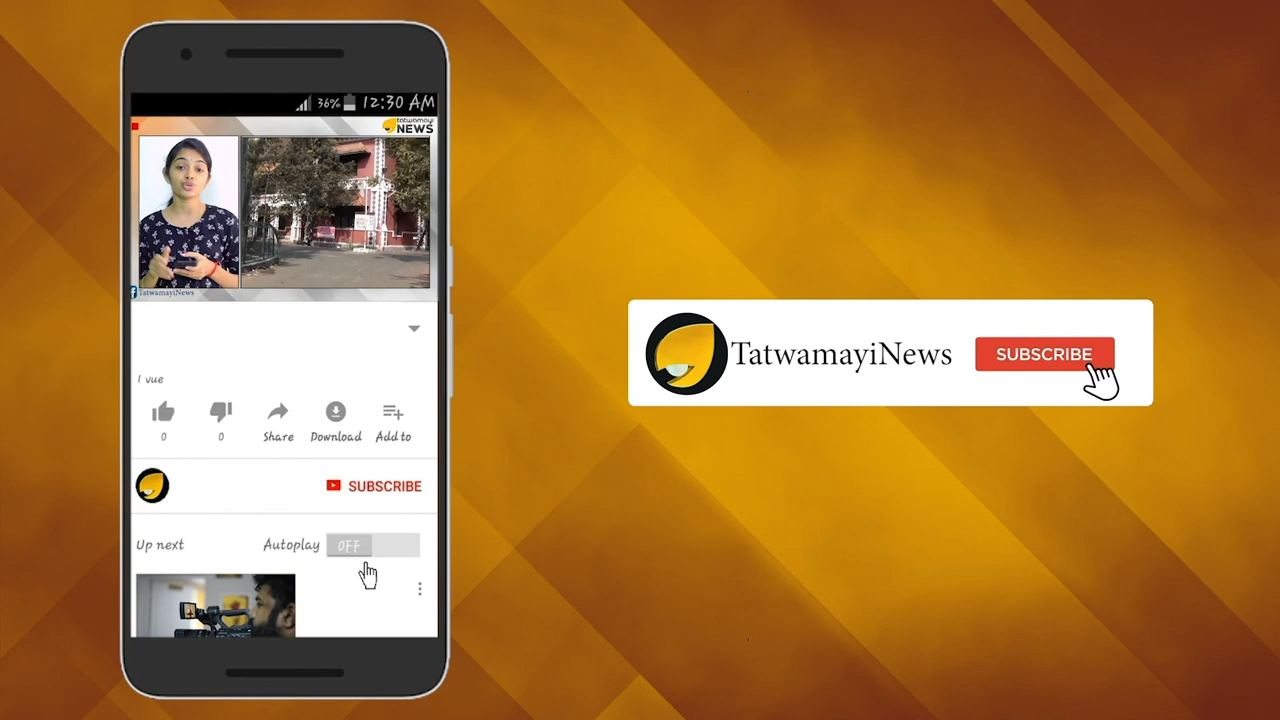 36% 12:30 AM
tatwamayi
NEWS
TatwamayiNews
1 vue
0 0 Share Download Add to
SUBSCRIBE
Up next Autoplay OFF
TatwamayiNews SUBSCRIBE